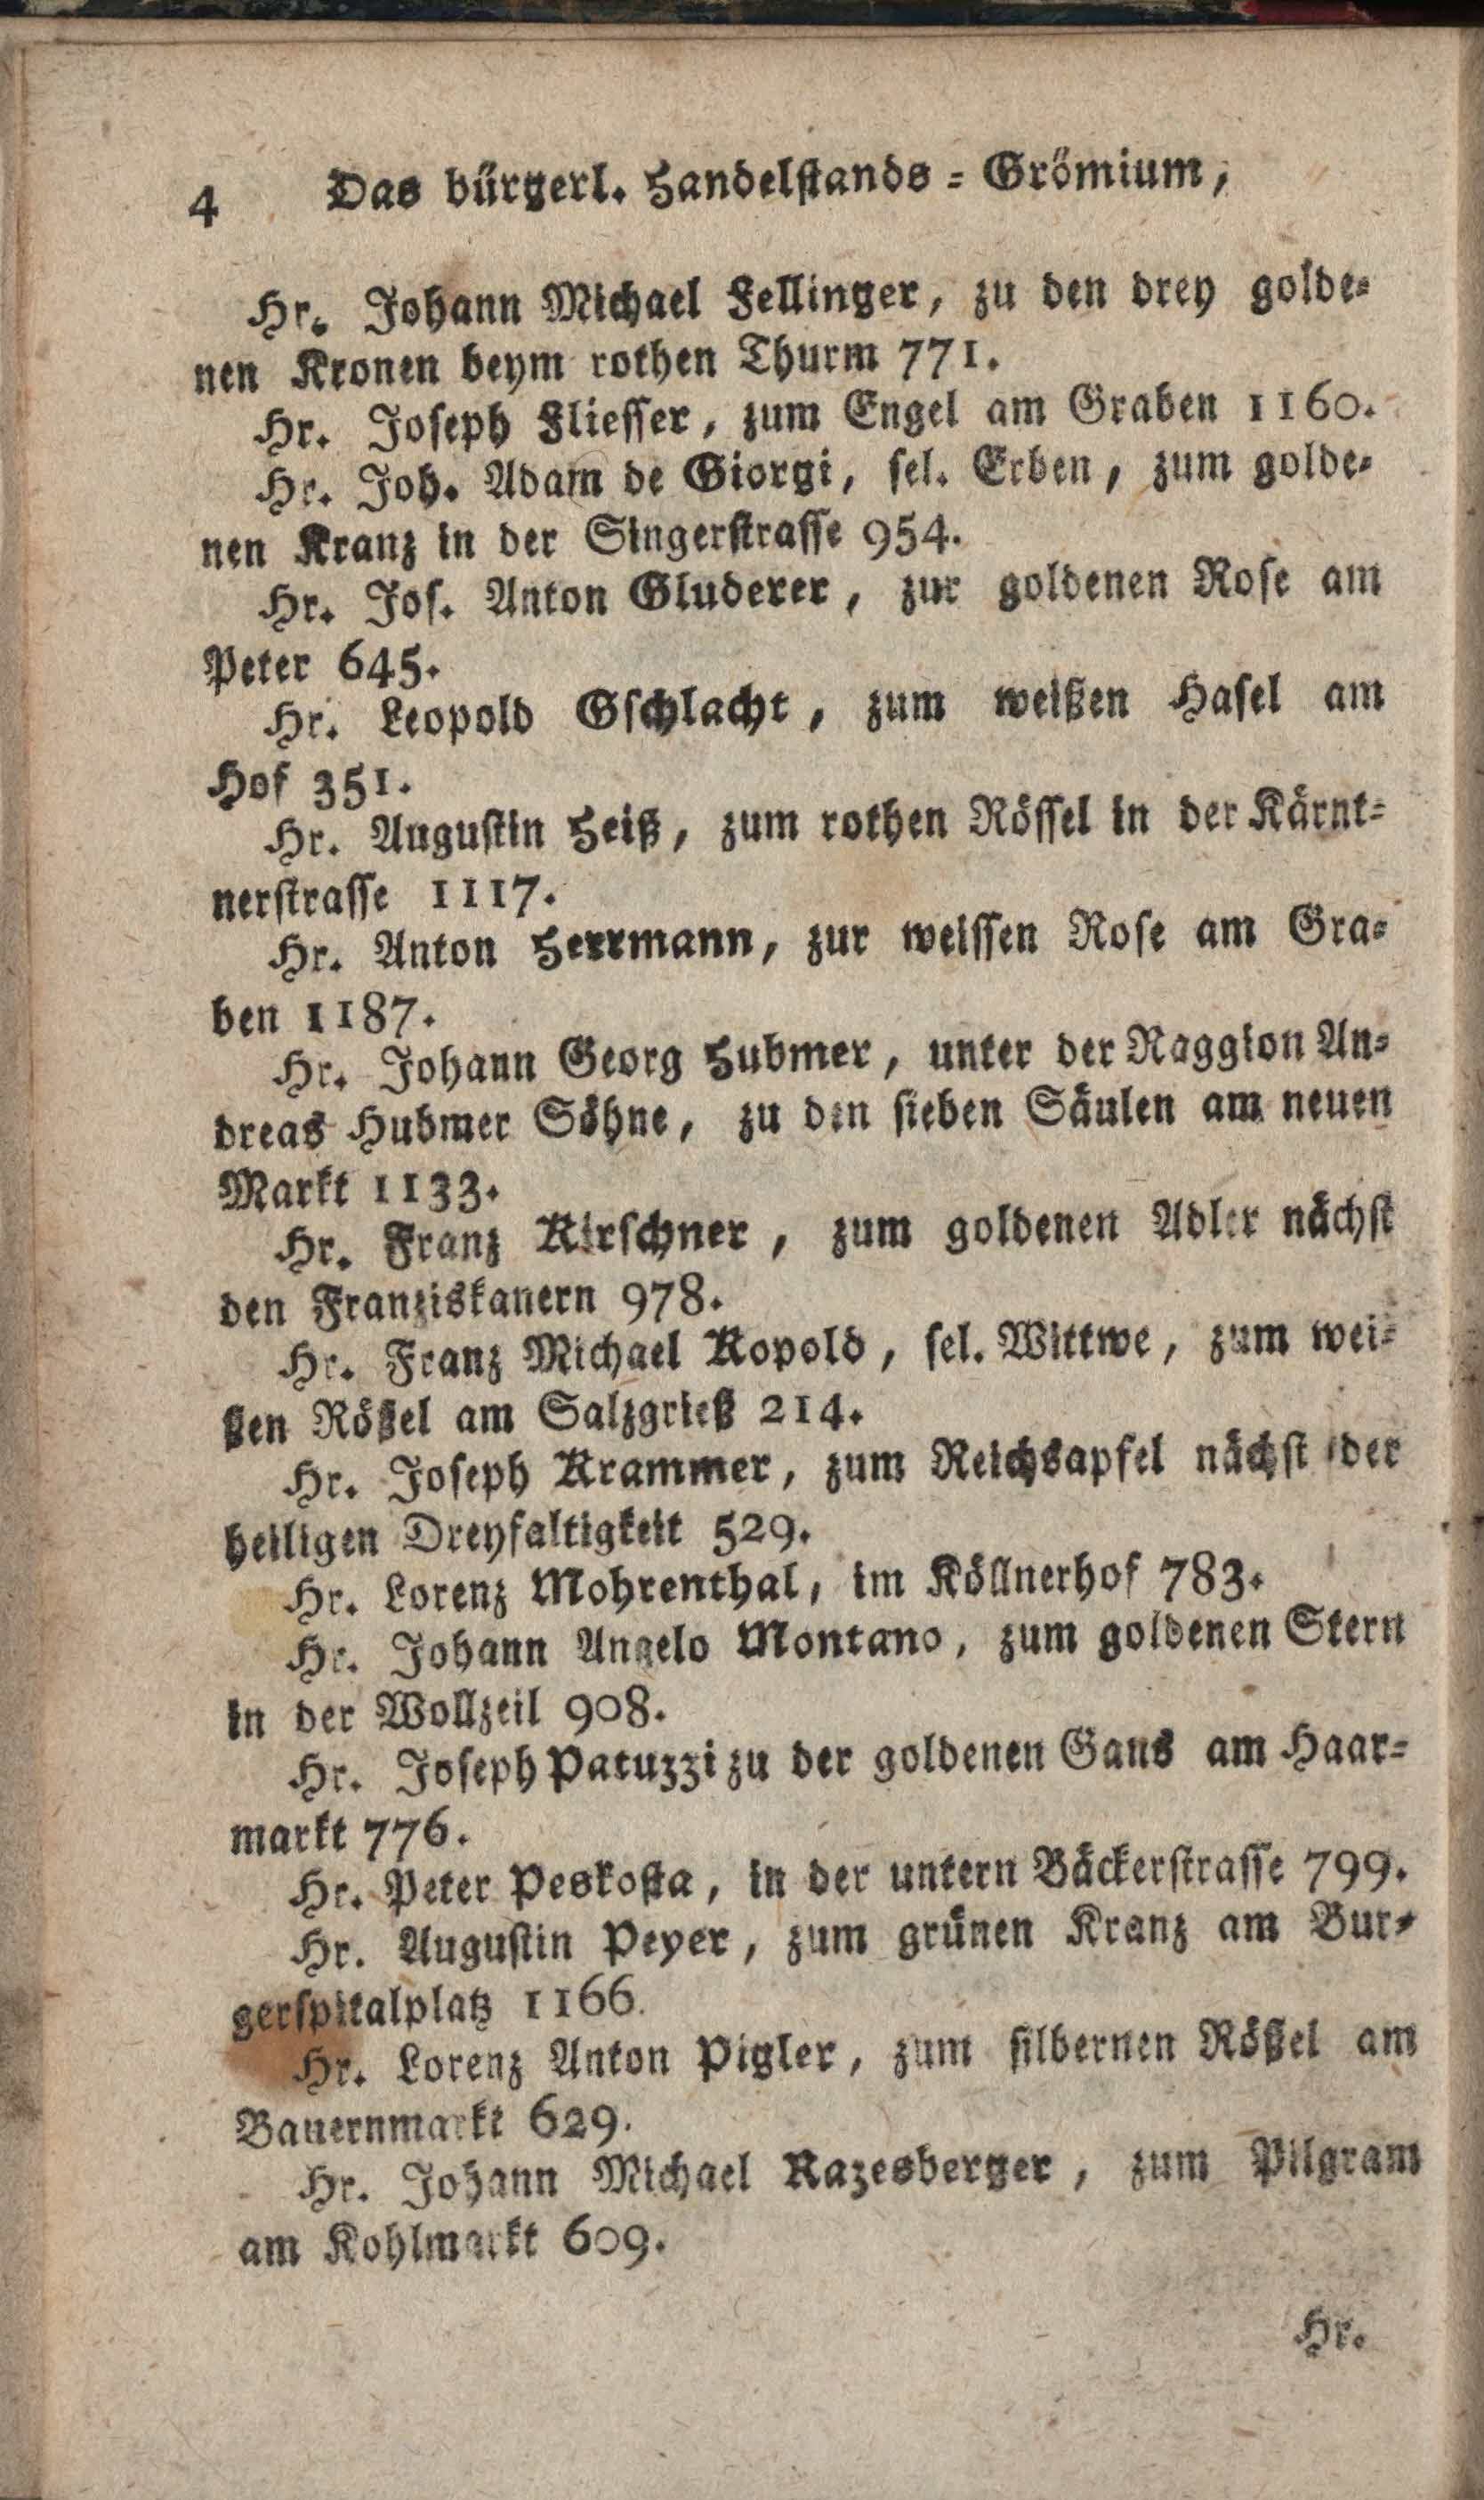 4 Das bürgerl. Handelstands-Grömium,
Hr. Johann Michael Fellinger, zu den drey golde-
nen Kronen beym rothen Thurm 771.
Hr. Joseph Fliesser, zum Engel am Graben 1160.
Hr. Joh. Adam de Giorgi, sel. Erben, zum golde-
nen Kranz in der Singerstrasse 954.
Hr. Jos. Anton Gluderer, zur goldenen Rose am
Peter 645.
Hr. Leopold Gschlacht, zum weißen Hasel am
Hof 351.
Hr. Augustin Heiß, zum rothen Rössel in der Kärnt-
nerstrasse 1117.
Hr. Anton Herrmann, zur weissen Rose am Gra-
ben 1187.
Hr. Johann Georg Hubmer, unter der Raggion An-
dreas Hubmer Söhne, zu den sieben Säulen am neuen
Markt 1133.
Hr. Franz Kirschner, zum goldenen Adler nächst
den Franziskanern 978.
Hr. Franz Michael Kopold, sel. Wittwe, zum wei-
ßen Rößel am Salzgrieß 214.
Hr. Joseph Krammer, zum Reichsapfel nächst der
heiligen Dreyfaltigkeit 529.
Hr. Lorenz Mohrenthal, im Köllnerhof 783.
Hr. Johann Angelo Montano, zum goldenen Stern
in der Wollzeil 908.
Hr. Joseph Patuzzi zu der goldenen Gans am Haar-
markt 776.
Hr. Peter Peskosta, in der untern Bäckerstrasse 799.
Hr. Augustin Peyer, zum grünen Kranz am Bur-
gerspitalplatz 1166.
Hr. Lorenz Anton Pigler, zum silbernen Rößel am
Bauernmarkt 629.
Hr. Johann Michael Razesberger, zum Pilgram
am Kohlmarkt 609.
Hr.